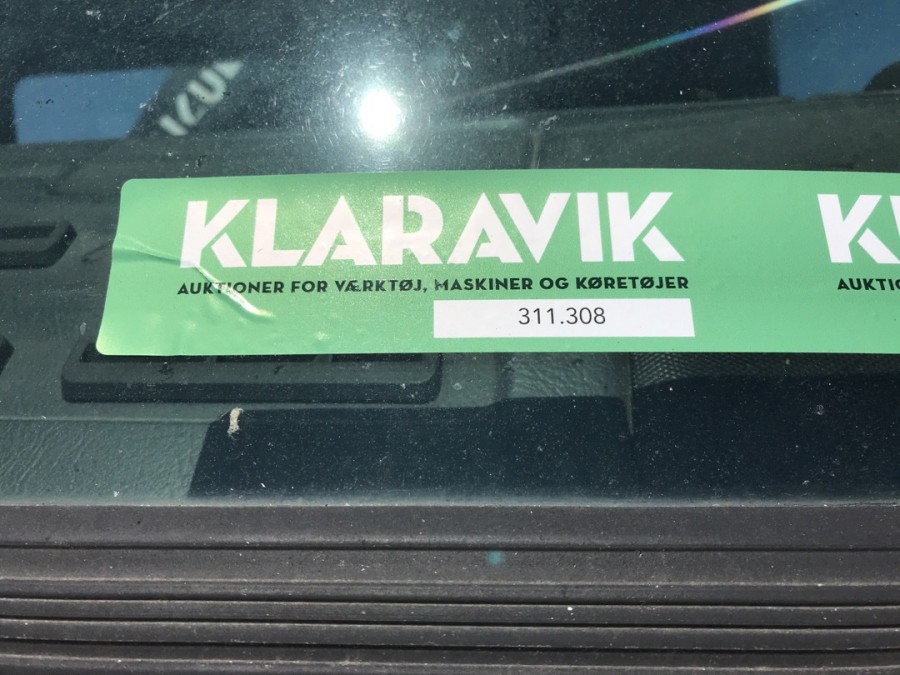 KLARAVIK
AUKTIONER FOR VÆRKTØJ, MASKINER OG KØRETØJER
311.308